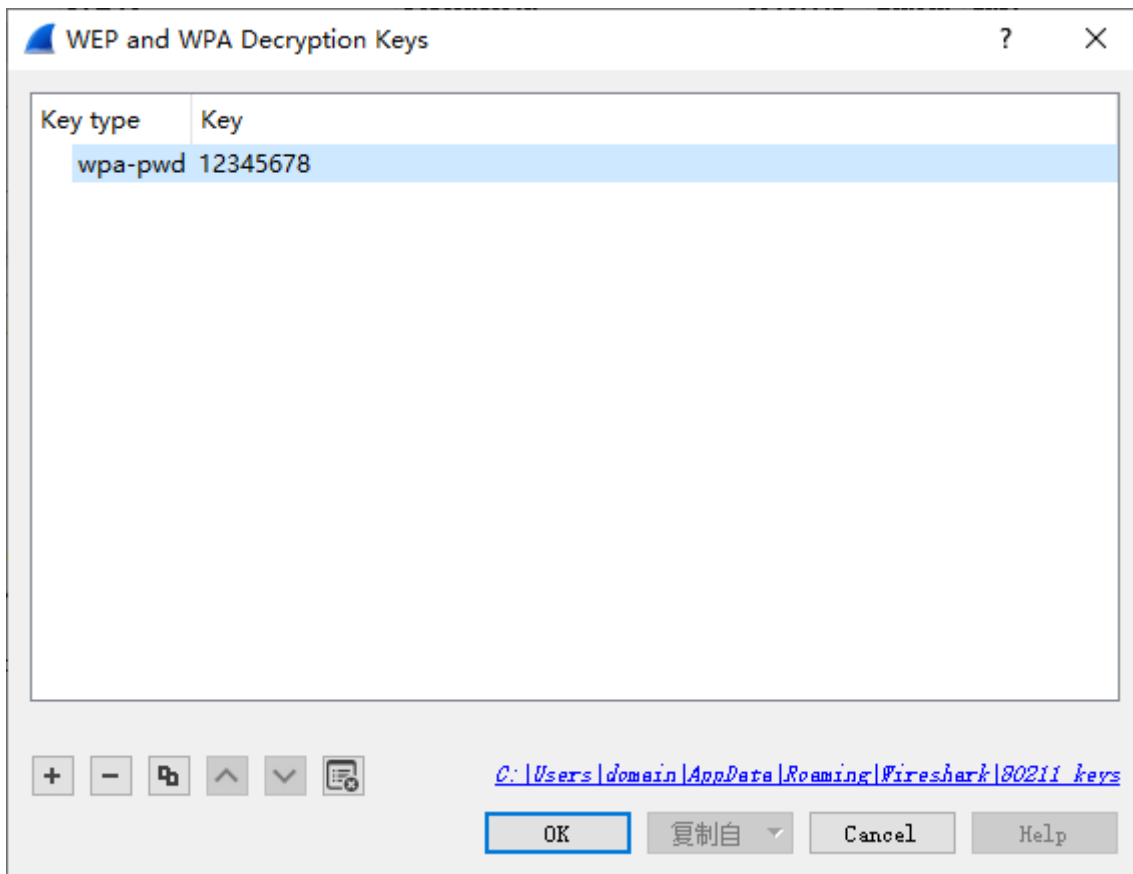 WEP and WPA Decryption Keys ? ×
Key type Key
wpa-pwd 12345678
C:|Users|domain|AppData|Roaming|Wireshark|80211_keys
OK 复制自 Cancel Help